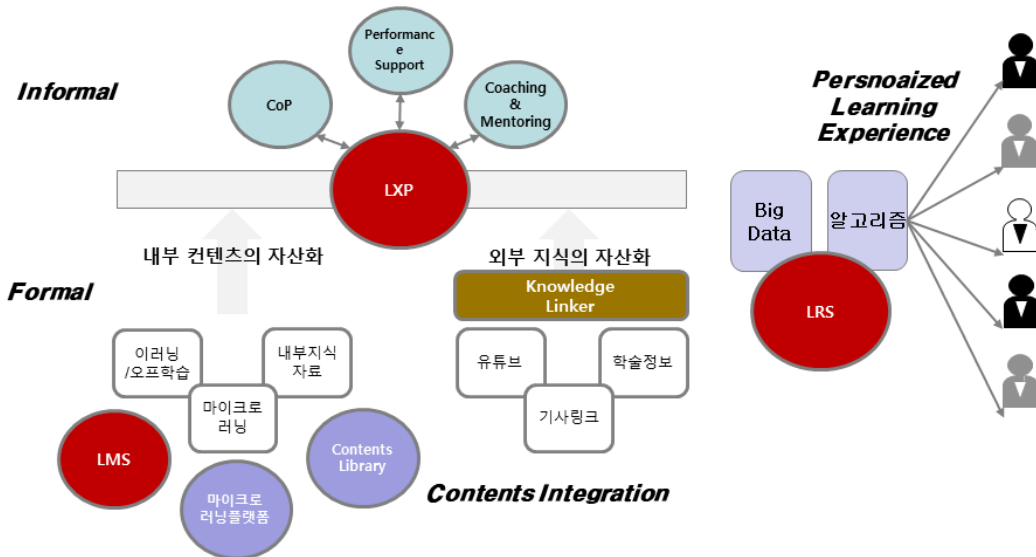 Informal
CoP
Performanc
e
Support
Coaching
&
Mentoring
LXP
Persnoaized
Learning
Experience
Big
Data
알고리즘
LRS
내부 컨텐츠의 자산화
외부 지식의 자산화
Formal
Knowledge
Linker
이러닝
/오프학습
내부지식
자료
마이크로
러닝
유튜브
학술정보
기사링크
LMS
마이크로
러닝플랫폼
Contents
Library
Contents Integration